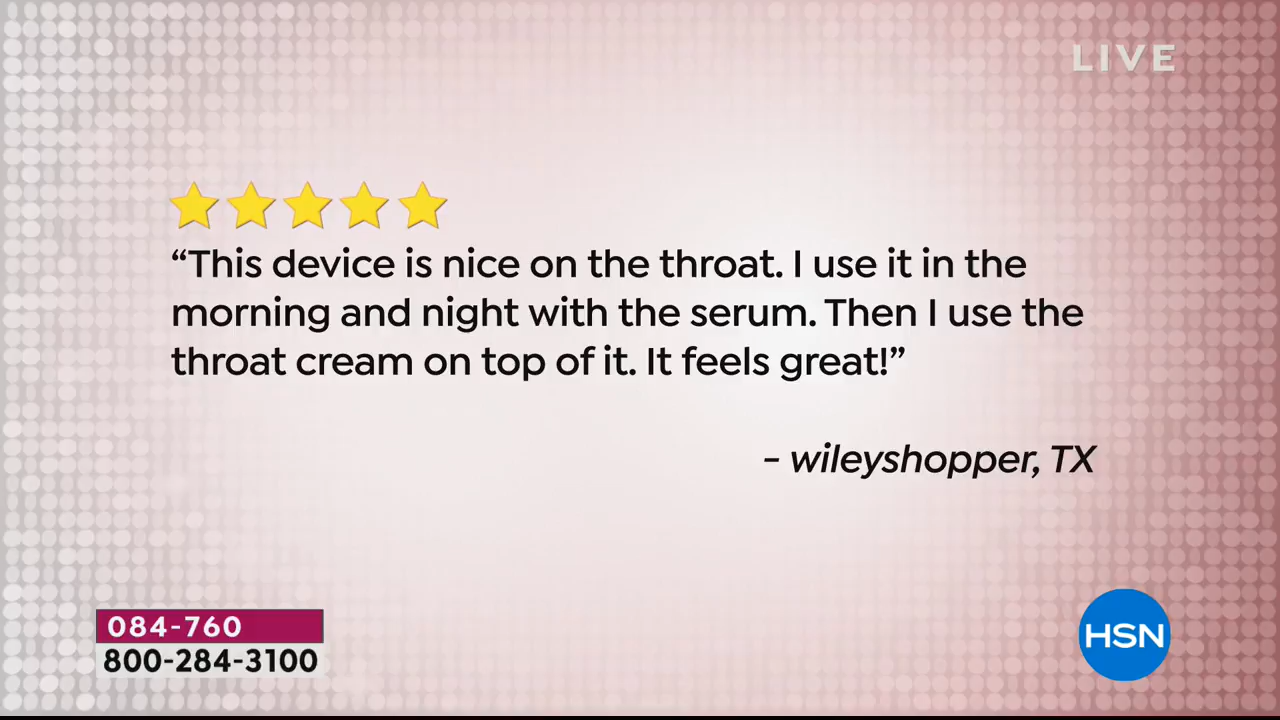 LIVE
“This device is nice on the throat. I use it in the
morning and night with the serum. Then I use the
throat cream on top of it. It feels great!”
- wileyshopper, TX
084-760
800-284-3100
HSN